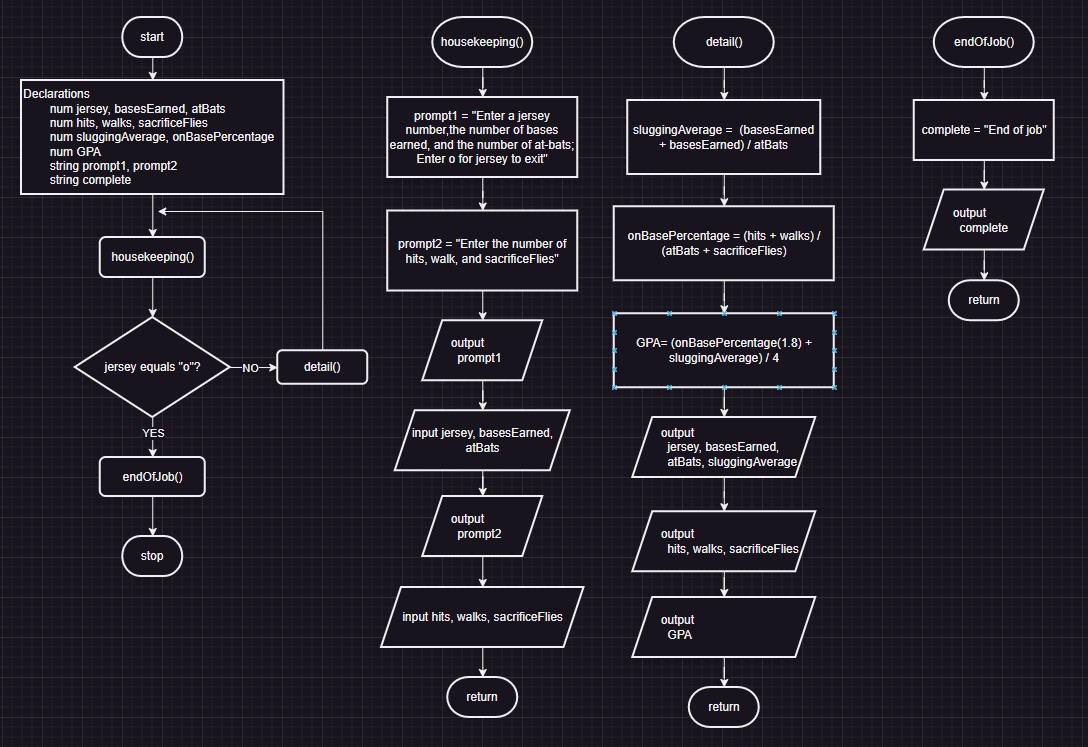 start
Declarations
num jersey, basesEarned, atBats
num hits, walks, sacrificeFlies
num sluggingAverage, onBasePercentage
num GPA
string prompt1, prompt2
string complete
housekeeping()
jersey equals "o"?
NO
detail()
YES
endOfJob()
stop
housekeeping()
prompt1 = "Enter a jersey
number,the number of bases
earned, and the number of at-bats;
Enter o for jersey to exit"
prompt2 = "Enter the number of
hits, walk, and sacrificeFlies"
output
prompt1
input jersey, basesEarned,
atBats
output
prompt2
input hits, walks, sacrificeFlies
return
detail()
sluggingAverage = (basesEarned
+ basesEarned) / atBats
onBasePercentage = (hits + walks) /
(atBats + sacrificeFlies)
GPA= (onBasePercentage(1.8) +
sluggingAverage) / 4
output
jersey, basesEarned,
atBats, sluggingAverage
output
hits, walks, sacrificeFlies
output
GPA
return
endOfJob()
complete = "End of job"
output
complete
return